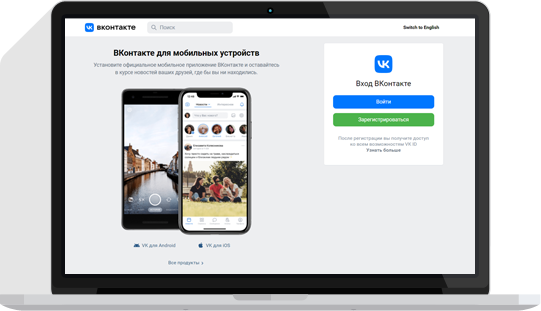 ВКОНТАКТЕ
Поиск
Switch to English
ВКонтакте для мобильных устройств
Установите официальное мобильное приложение ВКонтакте и оставайтесь
в курсе новостей ваших друзей, где бы вы ни находились.
VK для Android
VK для iOS
Все продукты
Вход ВКонтакте
Войти
Зарегистрироваться
После регистрации вы получите доступ
ко всем возможностям VK ID
Узнать больше